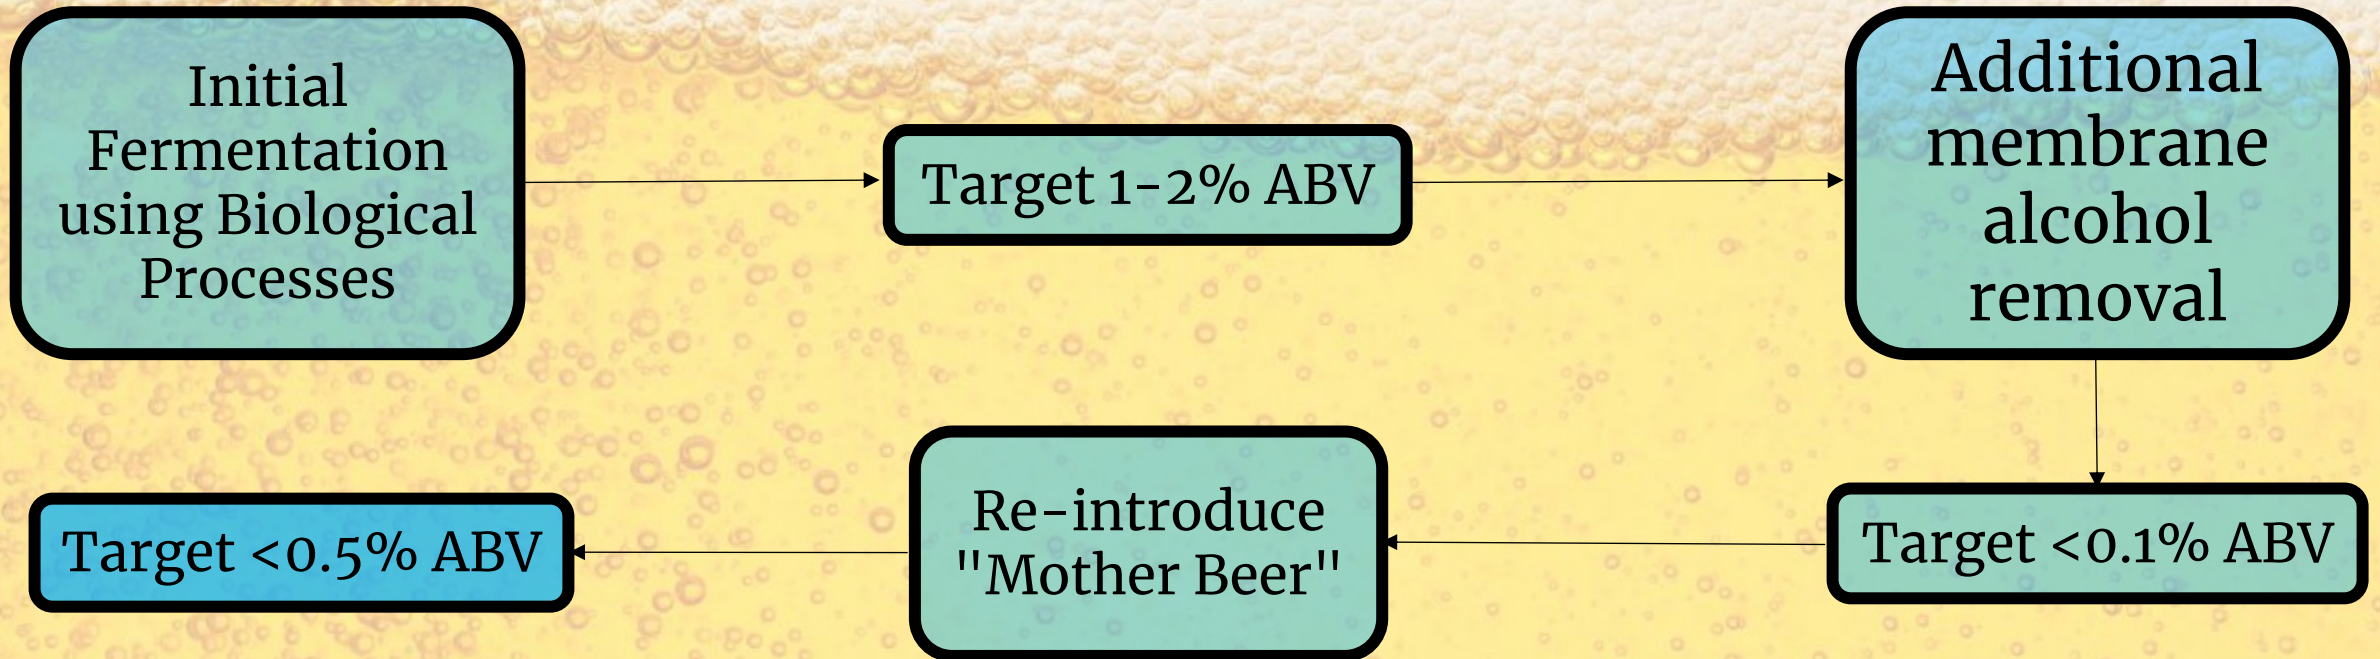 Initial
Fermentation
using Biological
Processes
Target 1-2% ABV
Additional
membrane
alcohol
removal
Target <0.1% ABV
Re-introduce
"Mother Beer"
Target <0.5% ABV